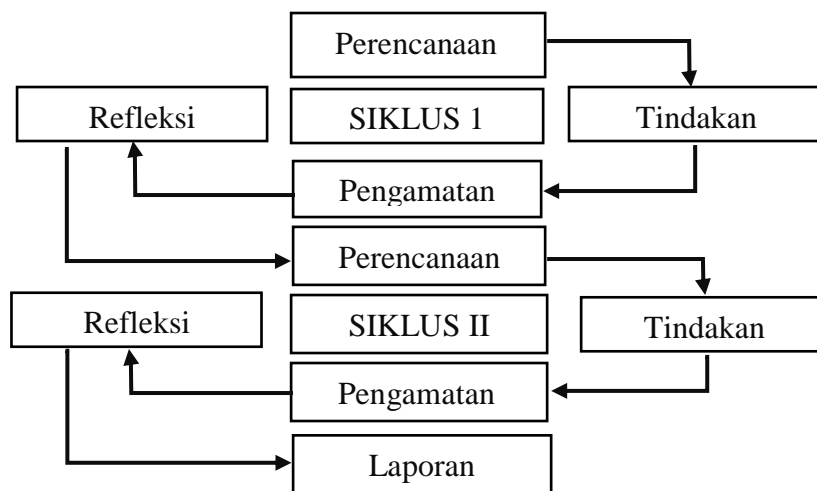 Perencanaan
Refleksi
SIKLUS 1
Tindakan
Pengamatan
Perencanaan
Refleksi
SIKLUS II
Tindakan
Pengamatan
Laporan